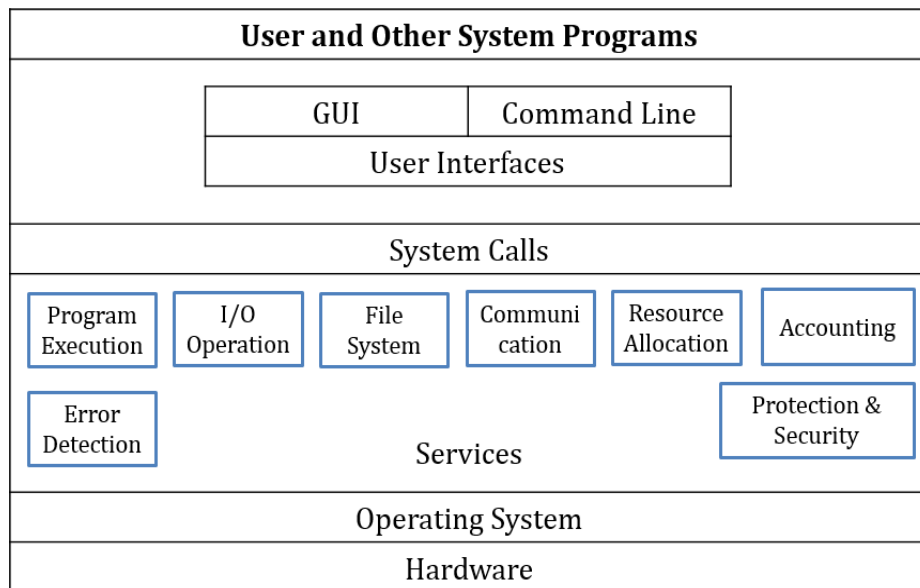 User and Other System Programs
GUI
Command Line
User Interfaces
System Calls
Program
Execution
I/O
Operation
File
System
Communi
cation
Resource
Allocation
Accounting
Error
Detection
Protection &
Security
Services
Operating System
Hardware